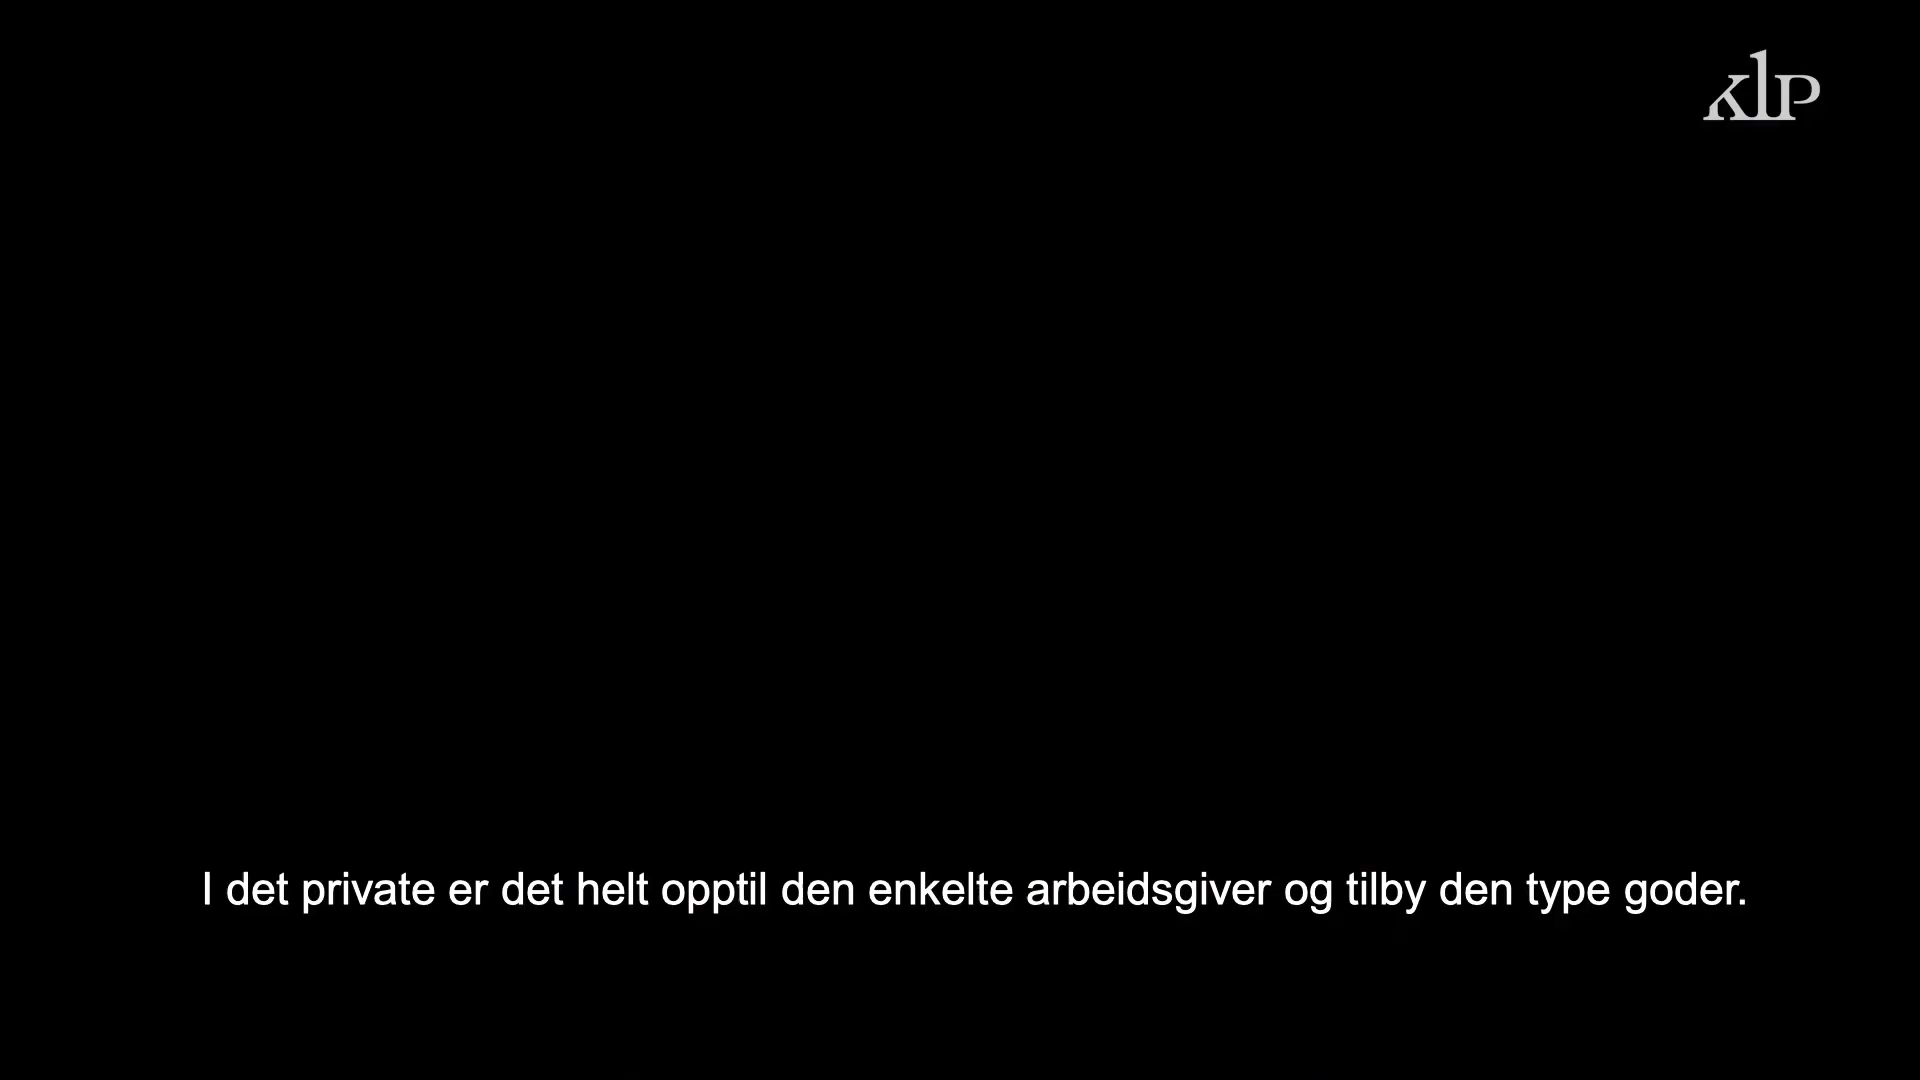 KLP
I det private er det helt opptil den enkelte arbeidsgiver og tilby den type goder.